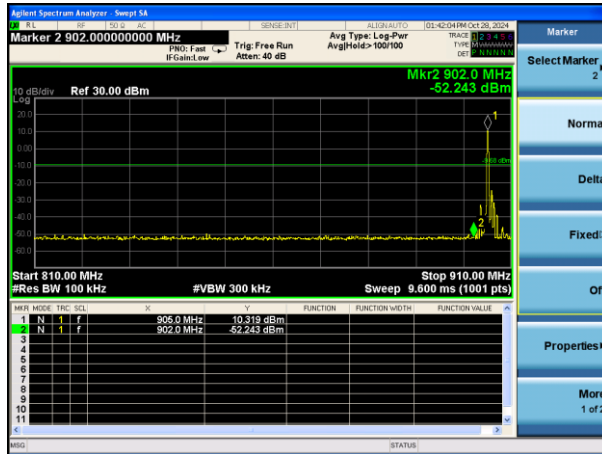 Agilent Spectrum Analyzer - Swept SA
RL RF 50 Ω AC SENSE:INT ALIGN AUTO 01:42:04 PM Oct 28, 2024
Marker 2 902.000000000 MHz
PNO: Fast
IFGain:Low
Trig: Free Run
Atten: 40 dB
Avg Type: Log-Pwr
Avg|Hold:>100/100
TRACE 1 2 3 4 5 6
TYPE M
DET P N N N N N
Mkr2 902.0 MHz
-52.243 dBm
10 dB/div
Log
Ref 30.00 dBm
20.0
10.0
0.00
-10.0
-20.0
-30.0
-40.0
-50.0
-60.0
1
2
Start 810.00 MHz
Stop 910.00 MHz
#Res BW 100 kHz
#VBW 300 kHz
Sweep 9.600 ms (1001 pts)
MKR MODE TRC SCL X Y FUNCTION FUNCTION WIDTH FUNCTION VALUE
1 N 1 f 905.0 MHz 10.319 dBm
2 N 1 f 902.0 MHz -52.243 dBm
3
4
5
6
7
8
9
10
11
MSG
STATUS
Marker
Select Marker
2
Norma
Delta
Fixed
Of
Properties
More
1 of 2